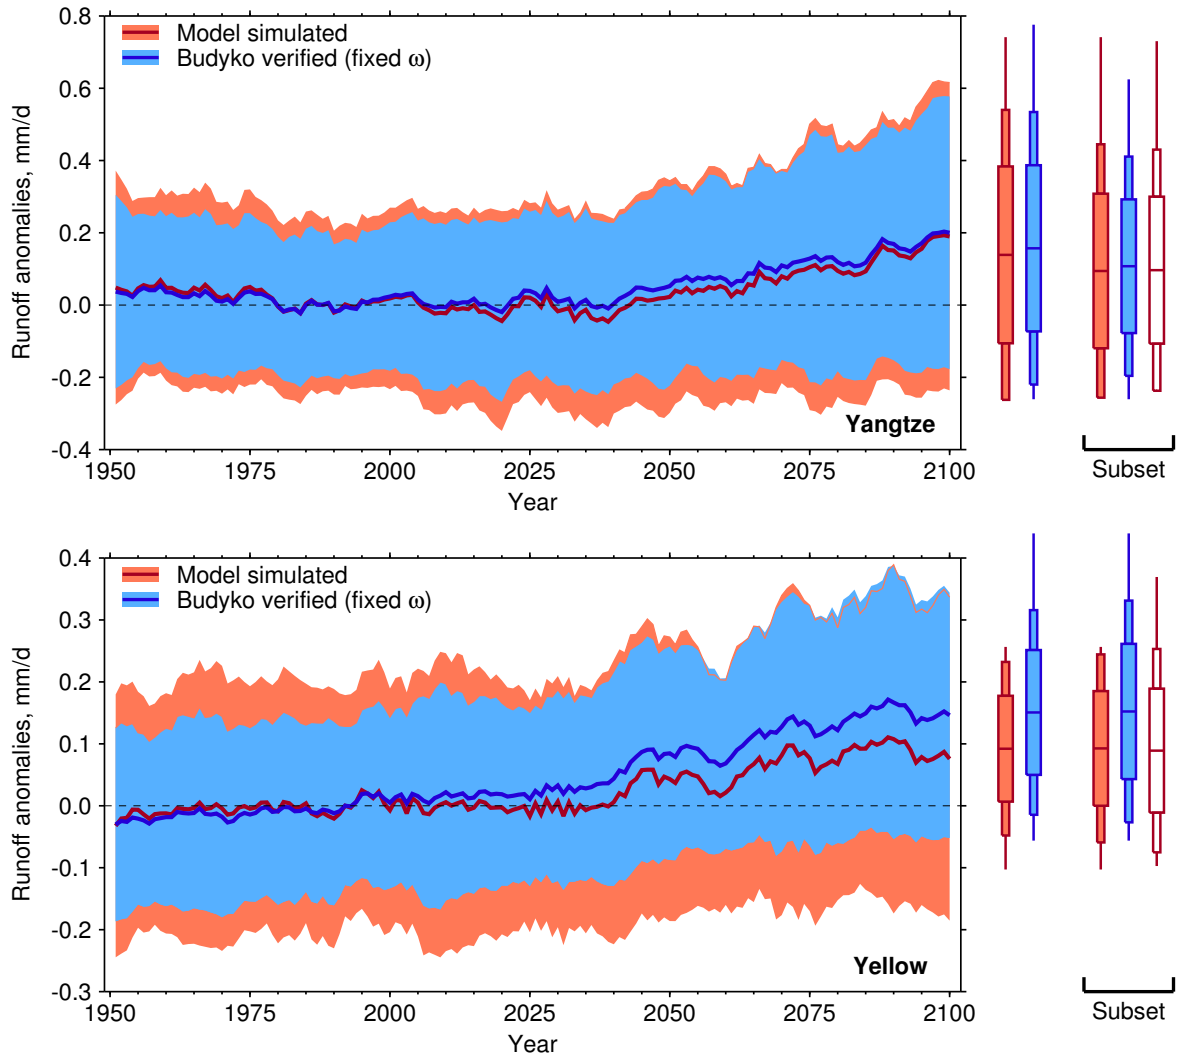 Model simulated
Budyko verified (fixed ω)
0.8
0.6
0.4
0.2
0.0
-0.2
-0.4
Runoff anomalies, mm/d
Yangtze
1950 1975 2000 2025 2050 2075 2100
Year
Subset
Model simulated
Budyko verified (fixed ω)
0.4
0.3
0.2
0.1
0.0
-0.1
-0.2
-0.3
Runoff anomalies, mm/d
Yellow
1950 1975 2000 2025 2050 2075 2100
Year
Subset